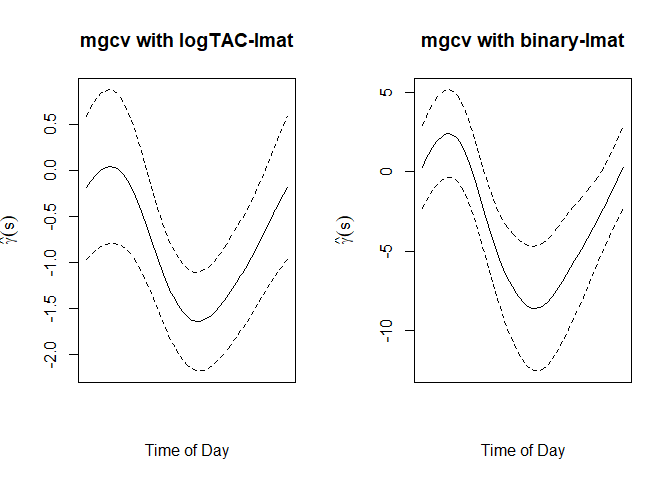 mgcv with logTAC-lmat
γ̂(s)
0.5
0.0
-0.5
-1.0
-1.5
-2.0
Time of Day
mgcv with binary-lmat
γ̂(s)
5
0
-5
-10
Time of Day